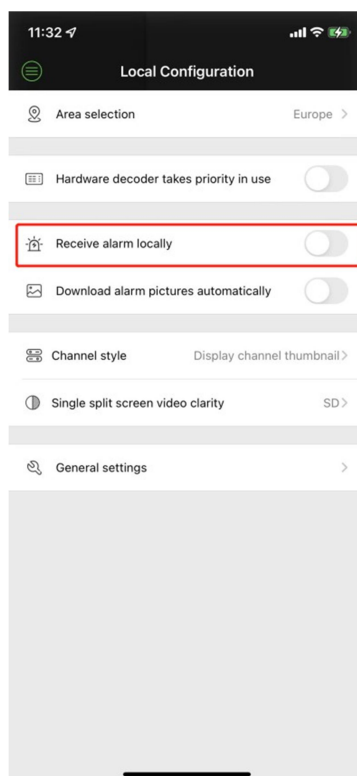 11:32
Local Configuration
Area selection Europe
Hardware decoder takes priority in use
Receive alarm locally
Download alarm pictures automatically
Channel style Display channel thumbnail
Single split screen video clarity SD
General settings